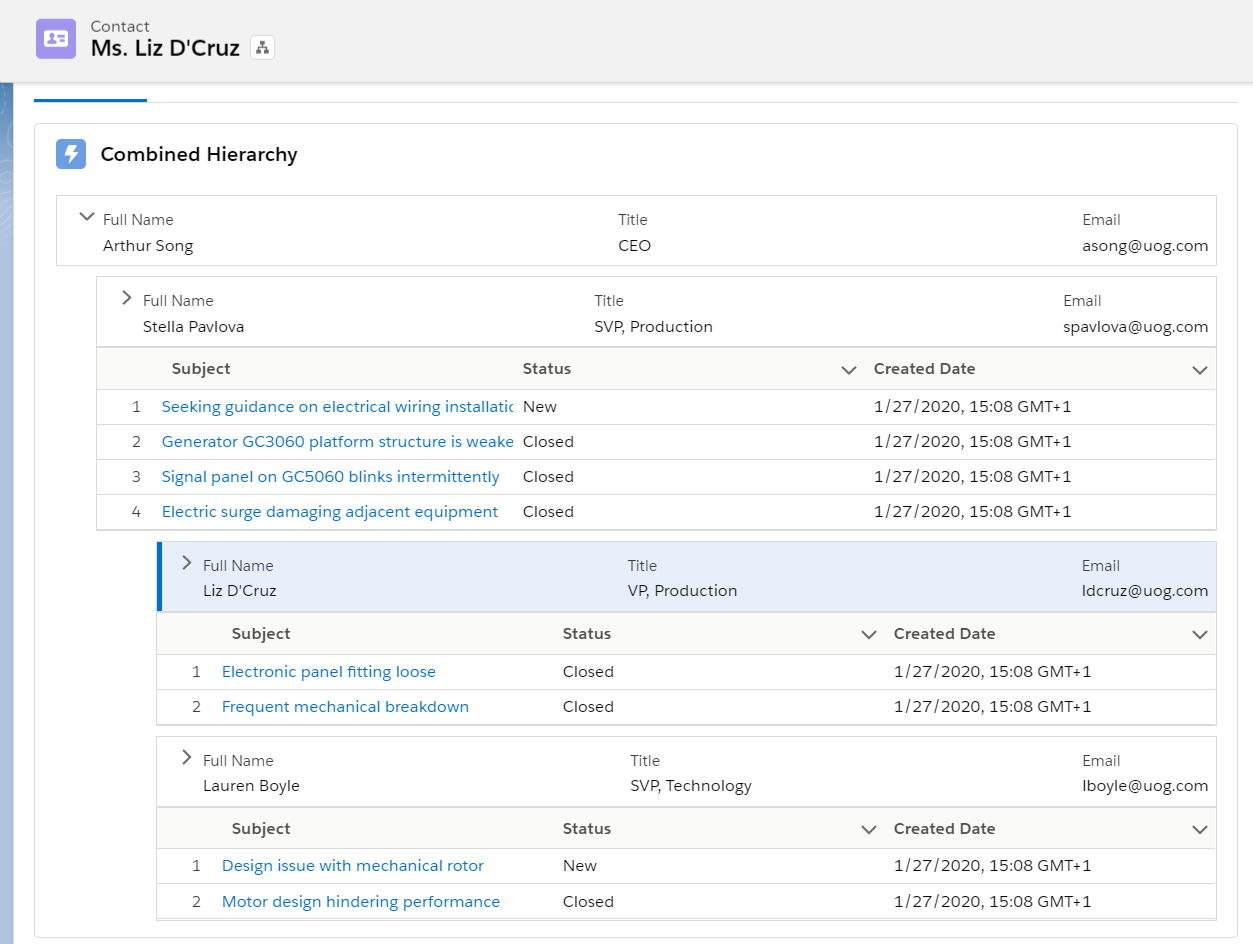 Contact
Ms. Liz D'Cruz
Combined Hierarchy
Full Name Title Email
Arthur Song CEO asong@uog.com
Full Name Title Email
Stella Pavlova SVP, Production spavlova@uog.com
Subject Status Created Date
1 Seeking guidance on electrical wiring installatic New 1/27/2020, 15:08 GMT+1
2 Generator GC3060 platform structure is weake Closed 1/27/2020, 15:08 GMT+1
3 Signal panel on GC5060 blinks intermittently Closed 1/27/2020, 15:08 GMT+1
4 Electric surge damaging adjacent equipment Closed 1/27/2020, 15:08 GMT+1
Full Name Title Email
Liz D'Cruz VP, Production ldcruz@uog.com
Subject Status Created Date
1 Electronic panel fitting loose Closed 1/27/2020, 15:08 GMT+1
2 Frequent mechanical breakdown Closed 1/27/2020, 15:08 GMT+1
Full Name Title Email
Lauren Boyle SVP, Technology lboyle@uog.com
Subject Status Created Date
1 Design issue with mechanical rotor New 1/27/2020, 15:08 GMT+1
2 Motor design hindering performance Closed 1/27/2020, 15:08 GMT+1